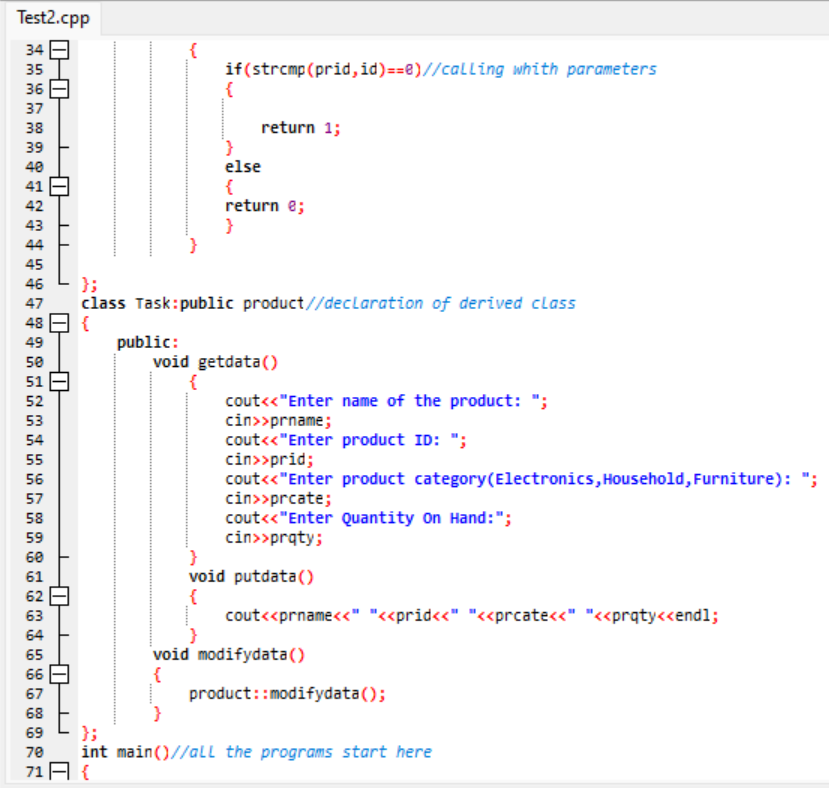 Test2.cpp
34 {
35 if(strcmp(prid,id)==0)//calling whith parameters
36 {
37
38 return 1;
39 }
40 else
41 {
42 return 0;
43 }
44 }
45
46 };
47 class Task:public product//declaration of derived class
48 {
49 public:
50 void getdata()
51 {
52 cout<<"Enter name of the product: ";
53 cin>>prname;
54 cout<<"Enter product ID: ";
55 cin>>prid;
56 cout<<"Enter product category(Electronics,Household,Furniture): ";
57 cin>>prcate;
58 cout<<"Enter Quantity On Hand:";
59 cin>>prqty;
60 }
61 void putdata()
62 {
63 cout<<prname<<" "<<prid<<" "<<prcate<<" "<<prqty<<endl;
64 }
65 void modifydata()
66 {
67 product::modifydata();
68 }
69 };
70 int main()//all the programs start here
71 {